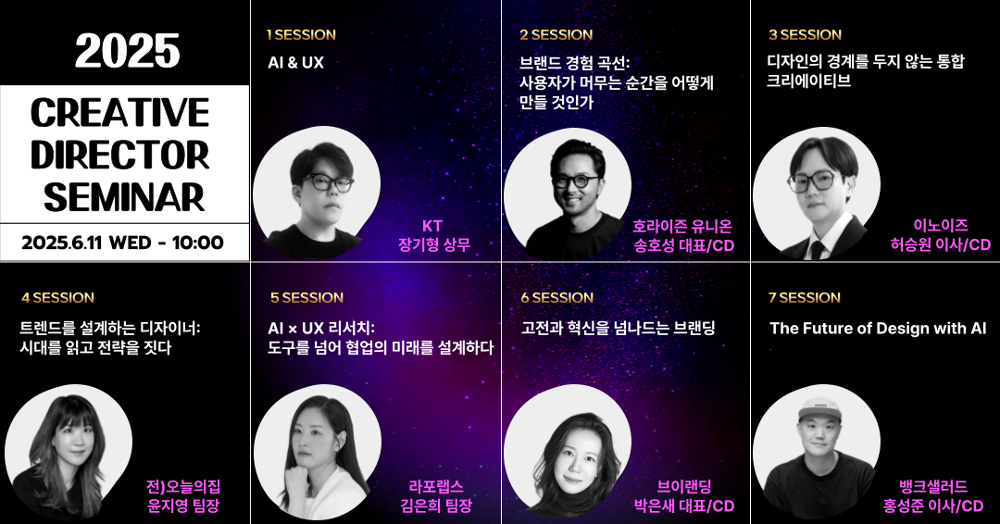 2025
CREATIVE
DIRECTOR
SEMINAR
2025.6.11 WED - 10:00
1 SESSION
AI & UX
KT
장기형 상무
2 SESSION
브랜드 경험 곡선:
사용자가 머무는 순간을 어떻게
만들 것인가
호라이즌 유니온
송호성 대표/CD
3 SESSION
디자인의 경계를 두지 않는 통합
크리에이티브
이노이즈
허승원 이사/CD
4 SESSION
트렌드를 설계하는 디자이너:
시대를 읽고 전략을 짓다
전)오늘의집
윤지영 팀장
5 SESSION
AI × UX 리서치:
도구를 넘어 협업의 미래를 설계하다
라포랩스
김은희 팀장
6 SESSION
고전과 혁신을 넘나드는 브랜딩
브이랜딩
박은새 대표/CD
7 SESSION
The Future of Design with AI
뱅크샐러드
홍성준 이사/CD